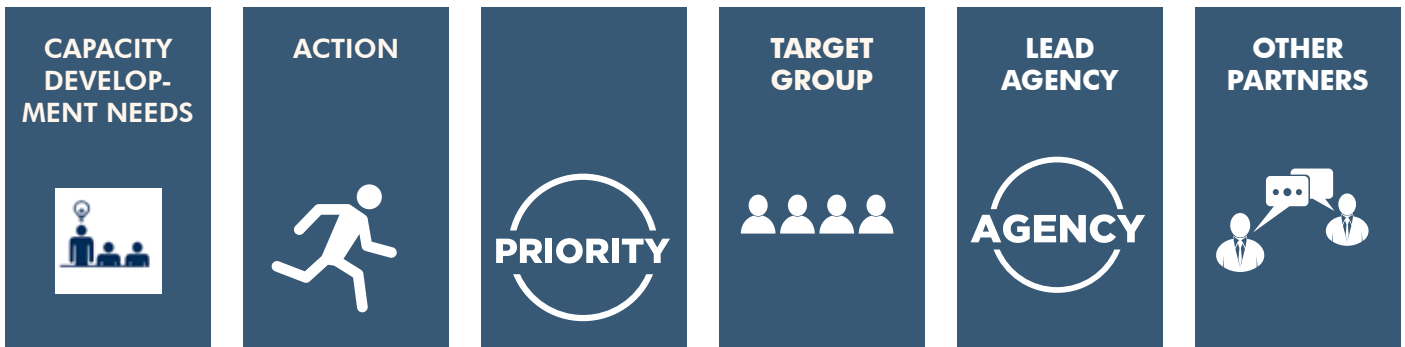 CAPACITY
DEVELOP-
MENT NEEDS
ACTION
PRIORITY
TARGET
GROUP
LEAD
AGENCY
AGENCY
OTHER
PARTNERS